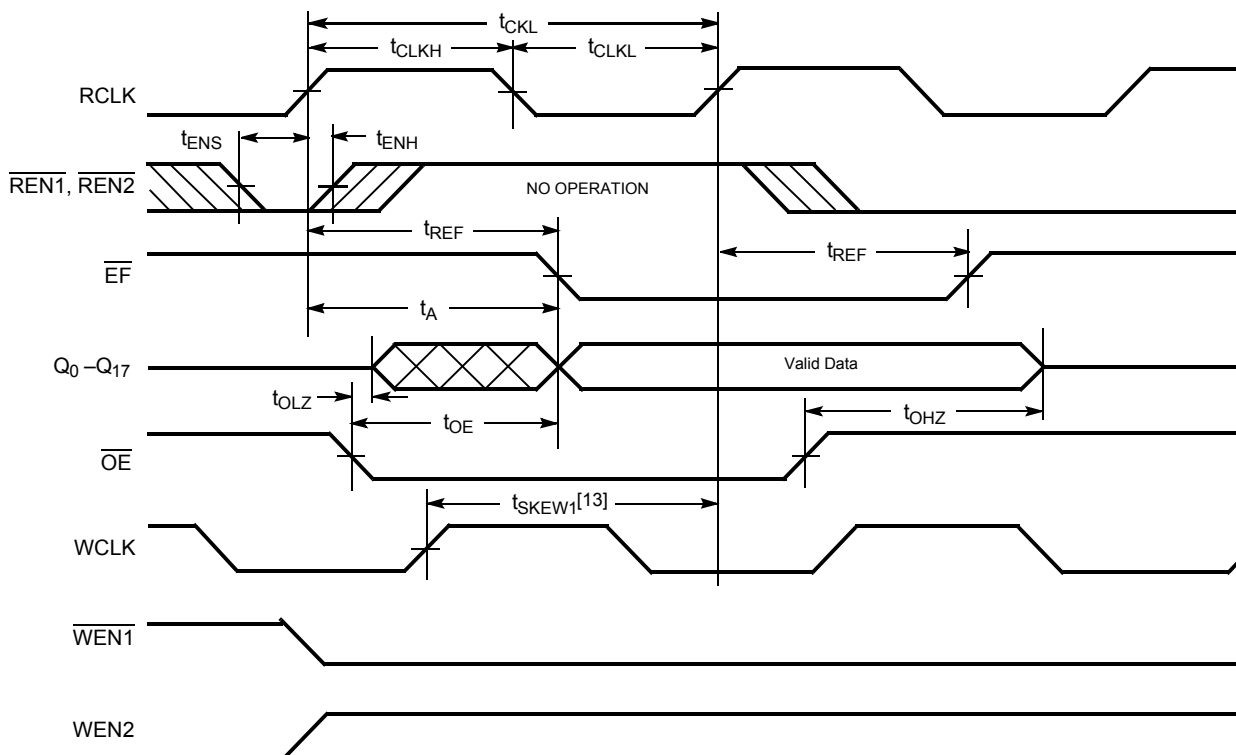 tCKL
tCLKH
tCLKL
RCLK
tENS
tENH
REN1, REN2
NO OPERATION
tREF
tREF
EF
tA
Q0 –Q17
Valid Data
tOLZ
tOE
tOHZ
OE
tSKEW1[13]
WCLK
WEN1
WEN2